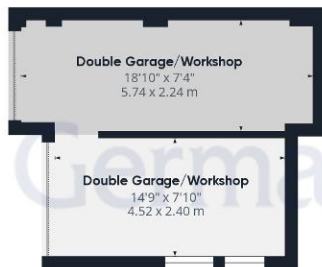 Double Garage/Workshop
18'10" x 7'4"
5.74 x 2.24 m
Double Garage/Workshop
14'9" x 7'10"
4.52 x 2.40 m